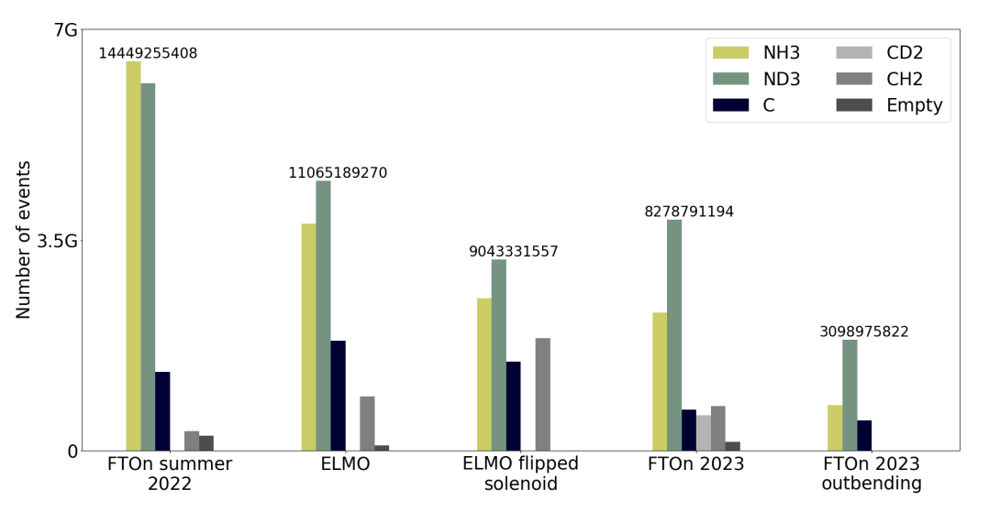 7G
3.5G
0
Number of events
14449255408
11065189270
9043331557
8278791194
3098975822
NH3
ND3
C
CD2
CH2
Empty
FTOn summer
2022
ELMO
ELMO flipped
solenoid
FTOn 2023
FTOn 2023
outbending